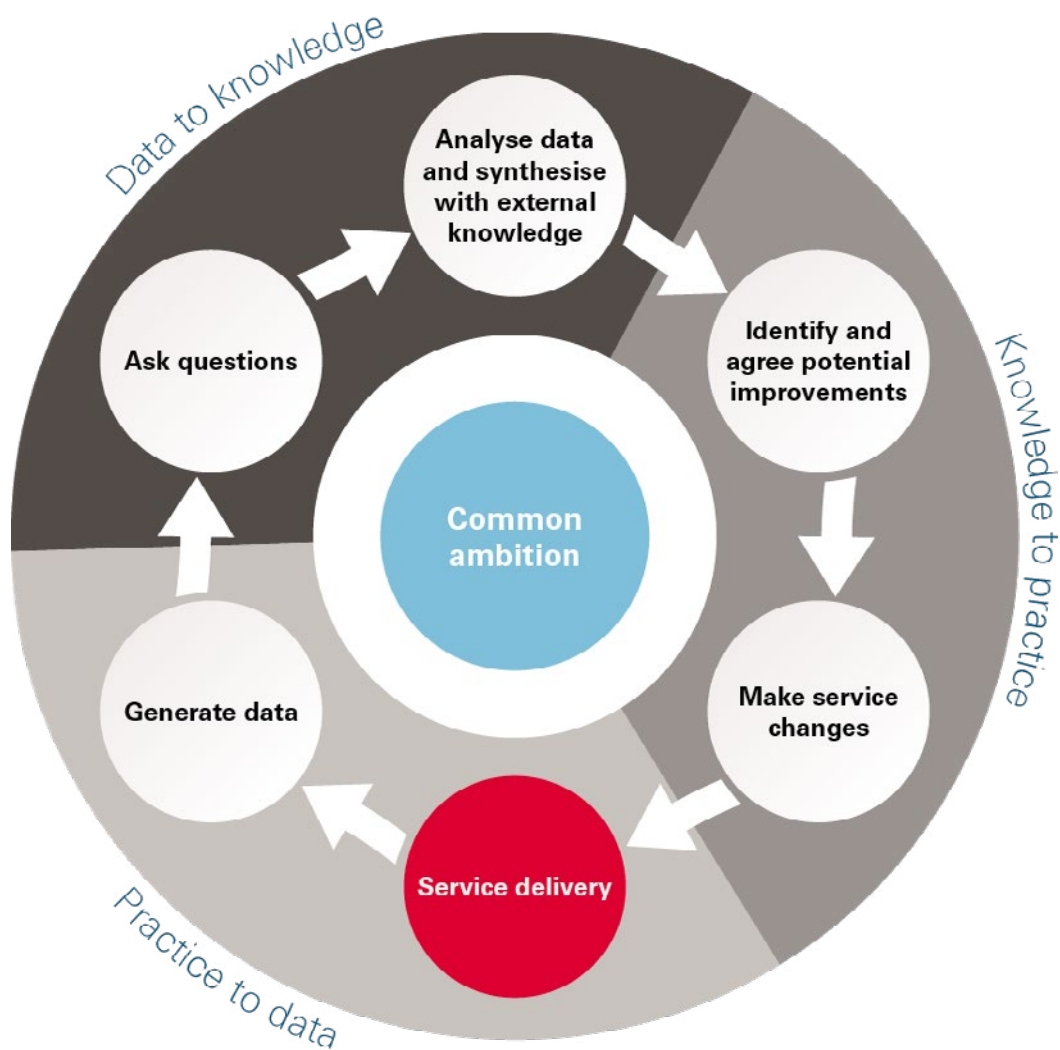 Data to knowledge
Analyse data
and synthesise
with external
knowledge
Ask questions
Identify and
agree potential
improvements
Knowledge to practice
Common
ambition
Generate data
Make service
changes
Service delivery
Practice to data